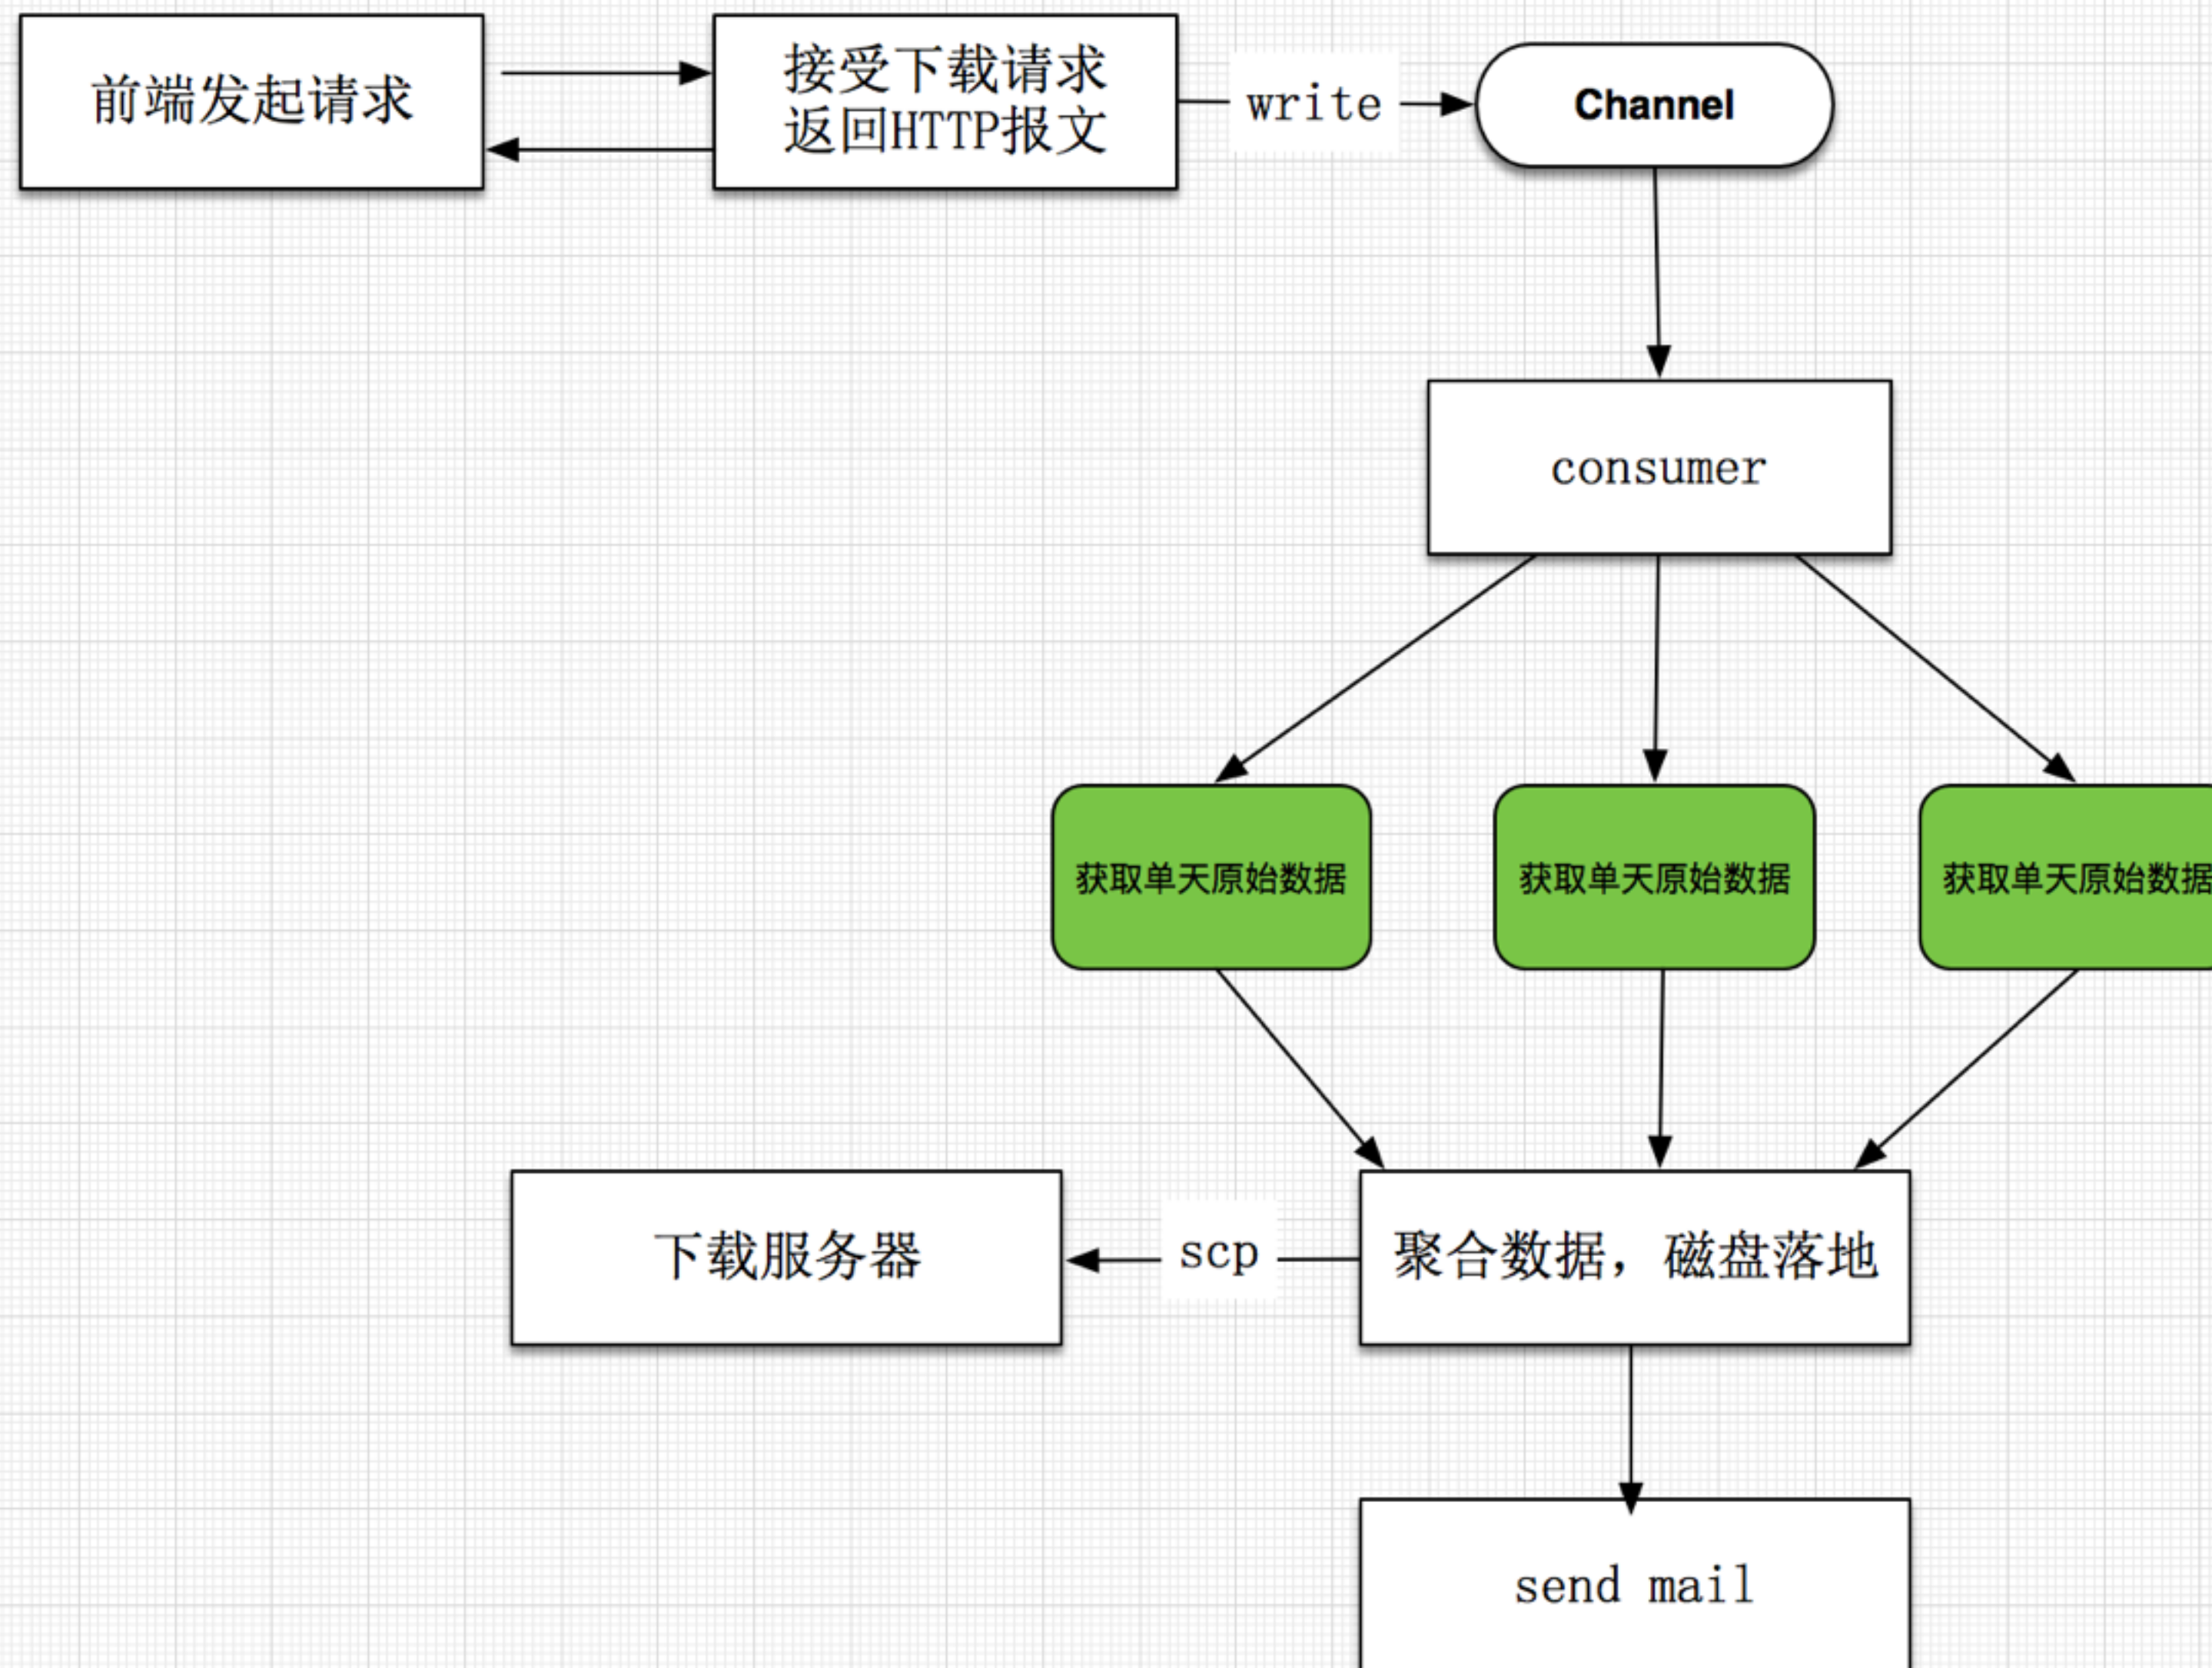 前端发起请求
接受下载请求
返回HTTP报文
write
Channel
consumer
获取单天原始数据
获取单天原始数据
获取单天原始数据
下载服务器
scp
聚合数据，磁盘落地
send mail